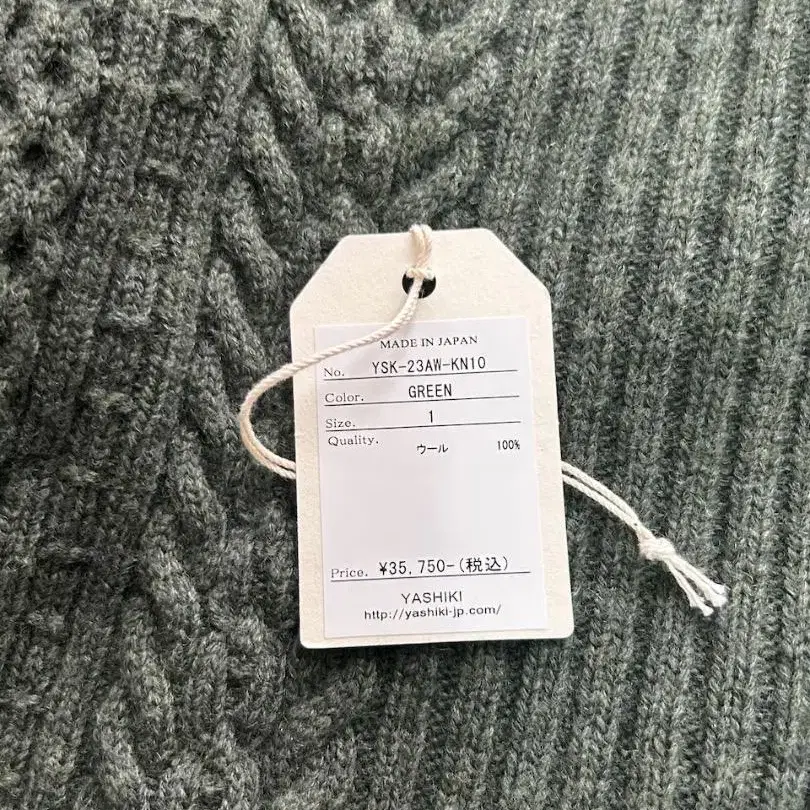 MADE IN JAPAN
No. YSK-23AW-KN10
Color. GREEN
Size. 1
Quality.
ウール 100%
Price. ¥35,750-(税込)
YASHIKI
http://yashiki-jp.com/